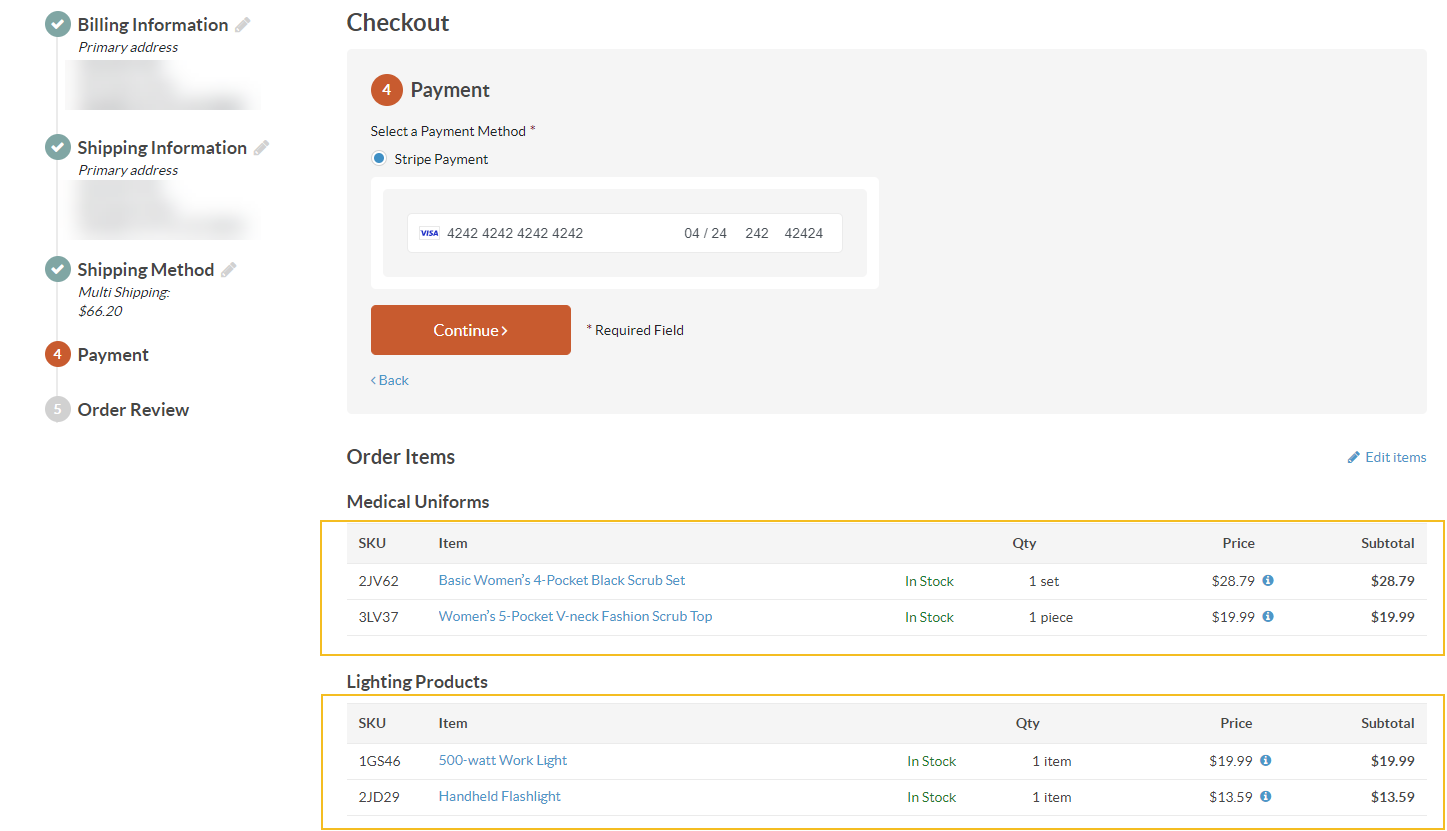 Billing Information
Primary address
Shipping Information
Primary address
Shipping Method
Multi Shipping:
$66.20
4 Payment
5 Order Review
Checkout
4 Payment
Select a Payment Method *
Stripe Payment
VISA 4242 4242 4242 4242 04 / 24 242 42424
Continue ›
* Required Field
‹ Back
Order Items
Edit items
Medical Uniforms
SKU Item Qty Price Subtotal
2JV62 Basic Women’s 4-Pocket Black Scrub Set In Stock 1 set $28.79 $28.79
3LV37 Women’s 5-Pocket V-neck Fashion Scrub Top In Stock 1 piece $19.99 $19.99
Lighting Products
SKU Item Qty Price Subtotal
1GS46 500-watt Work Light In Stock 1 item $19.99 $19.99
2JD29 Handheld Flashlight In Stock 1 item $13.59 $13.59